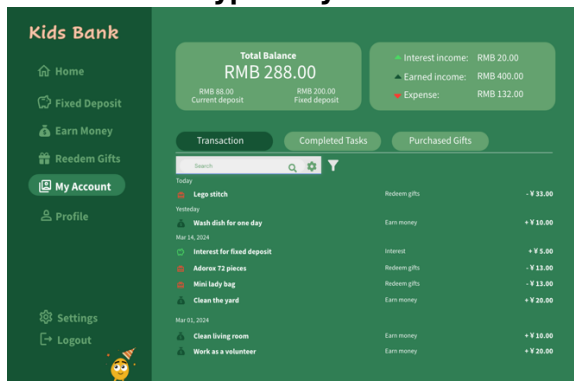 Kids Bank
Home
Fixed Deposit
Earn Money
Reedem Gifts
My Account
Profile
Settings
Logout
Total Balance
RMB 288.00
RMB 88.00 RMB 200.00
Current deposit Fixed deposit
Interest income: RMB 20.00
Earned income: RMB 400.00
Expense: RMB 132.00
Transaction Completed Tasks Purchased Gifts
Search
Today
Lego stitch Redeem gifts - ¥ 33.00
Yesteday
Wash dish for one day Earn money + ¥ 10.00
Mar 14, 2024
Interest for fixed deposit Interest + ¥ 5.00
Adorox 72 pieces Redeem gifts - ¥ 13.00
Mini lady bag Redeem gifts - ¥ 13.00
Clean the yard Earn money + ¥ 20.00
Mar 01, 2024
Clean living room Earn money + ¥ 10.00
Work as a volunteer Earn money + ¥ 20.00